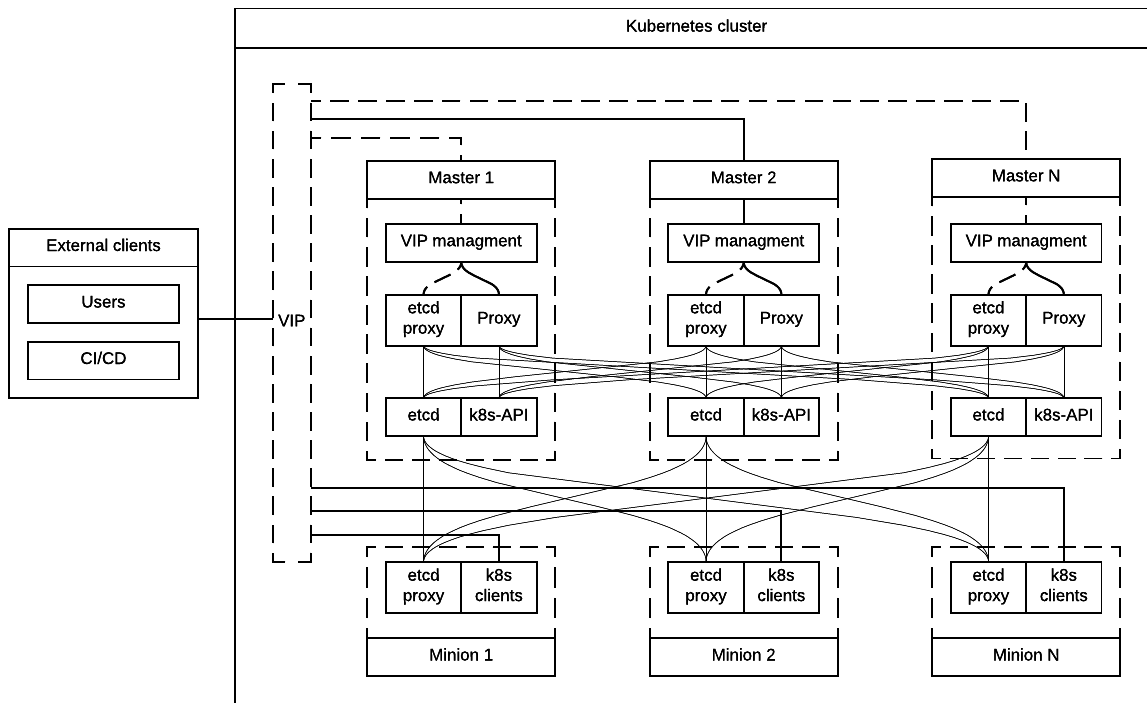 Kubernetes cluster
External clients
Users
CI/CD
VIP
Master 1
Master 2
Master N
VIP managment
VIP managment
VIP managment
etcd
proxy
Proxy
etcd
proxy
Proxy
etcd
proxy
Proxy
etcd
k8s-API
etcd
k8s-API
etcd
k8s-API
etcd
proxy
k8s
clients
etcd
proxy
k8s
clients
etcd
proxy
k8s
clients
Minion 1
Minion 2
Minion N